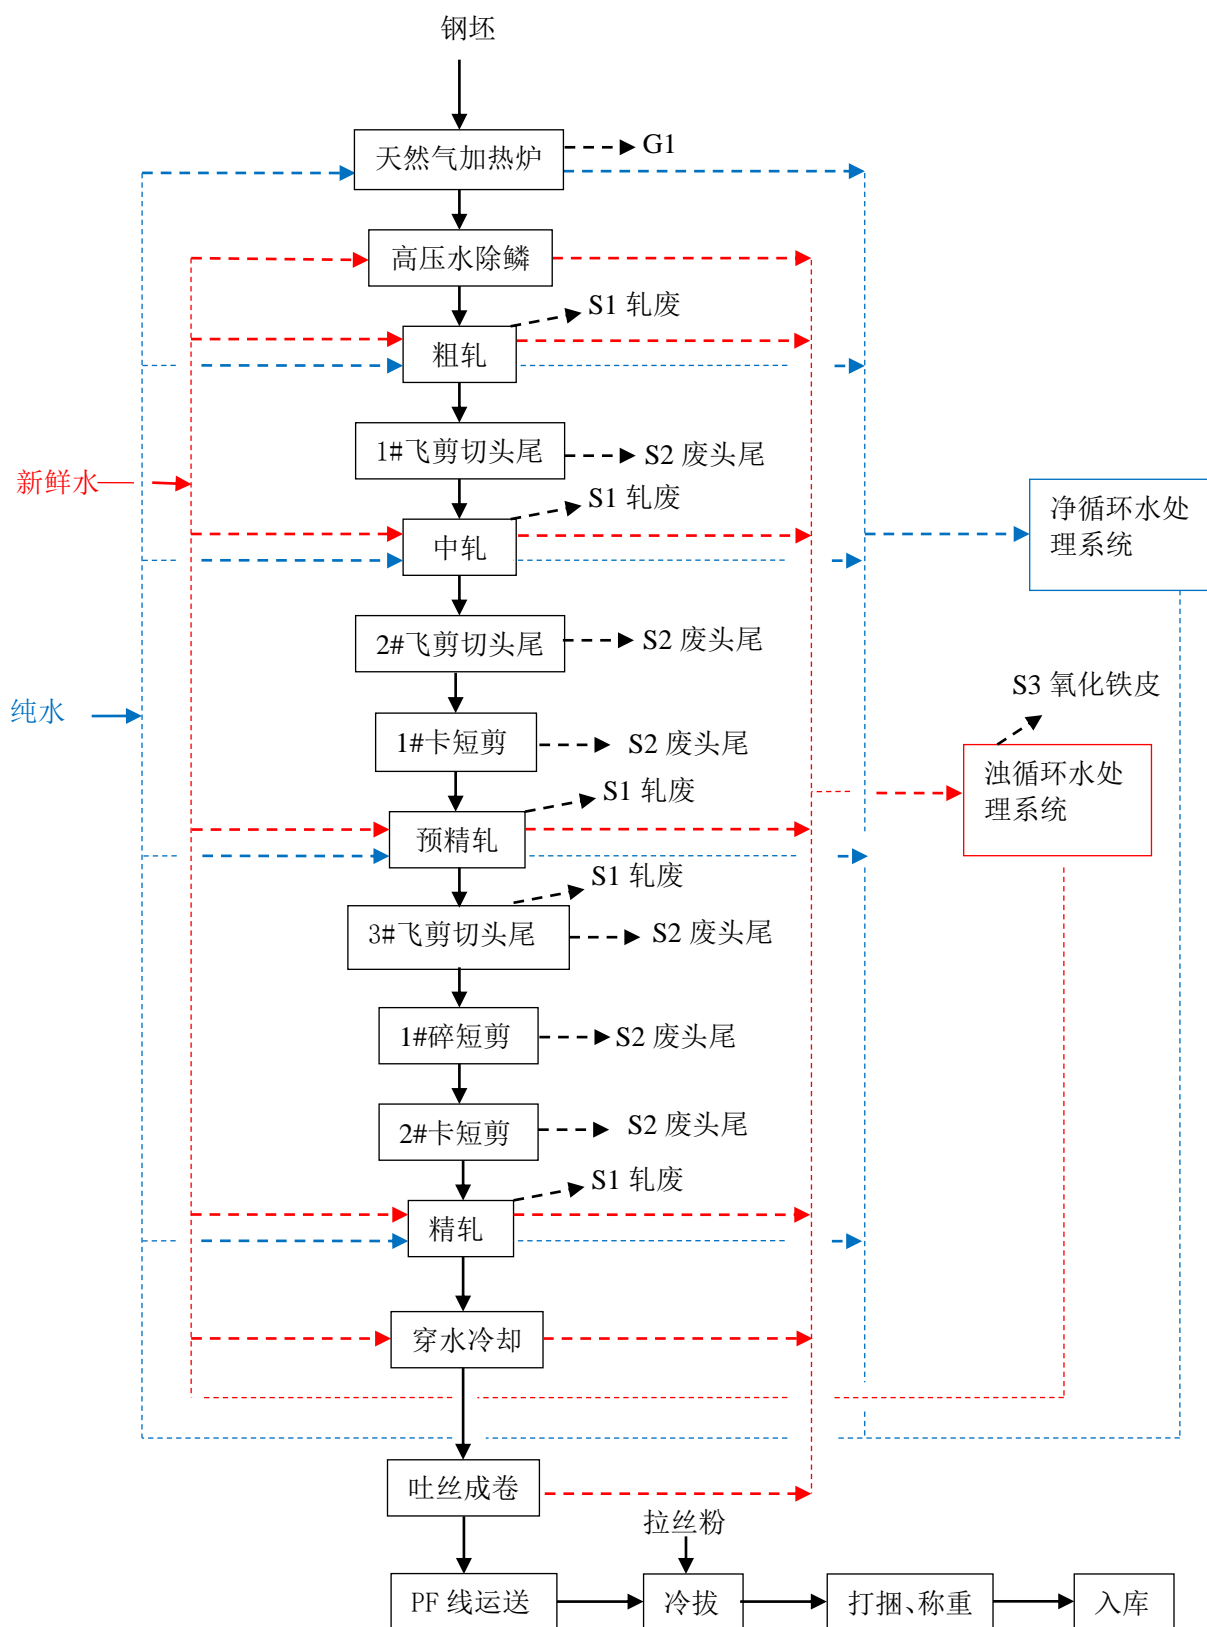 钢坯
天然气加热炉
G1
高压水除鳞
S1 轧废
粗轧
1#飞剪切头尾
S2 废头尾
新鲜水
S1 轧废
净循环水处
理系统
中轧
2#飞剪切头尾
S2 废头尾
S3 氧化铁皮
纯水
1#卡短剪
S2 废头尾
浊循环水处
理系统
S1 轧废
预精轧
S1 轧废
3#飞剪切头尾
S2 废头尾
1#碎短剪
S2 废头尾
2#卡短剪
S2 废头尾
S1 轧废
精轧
穿水冷却
吐丝成卷
拉丝粉
PF 线运送
冷拔
打捆、称重
入库